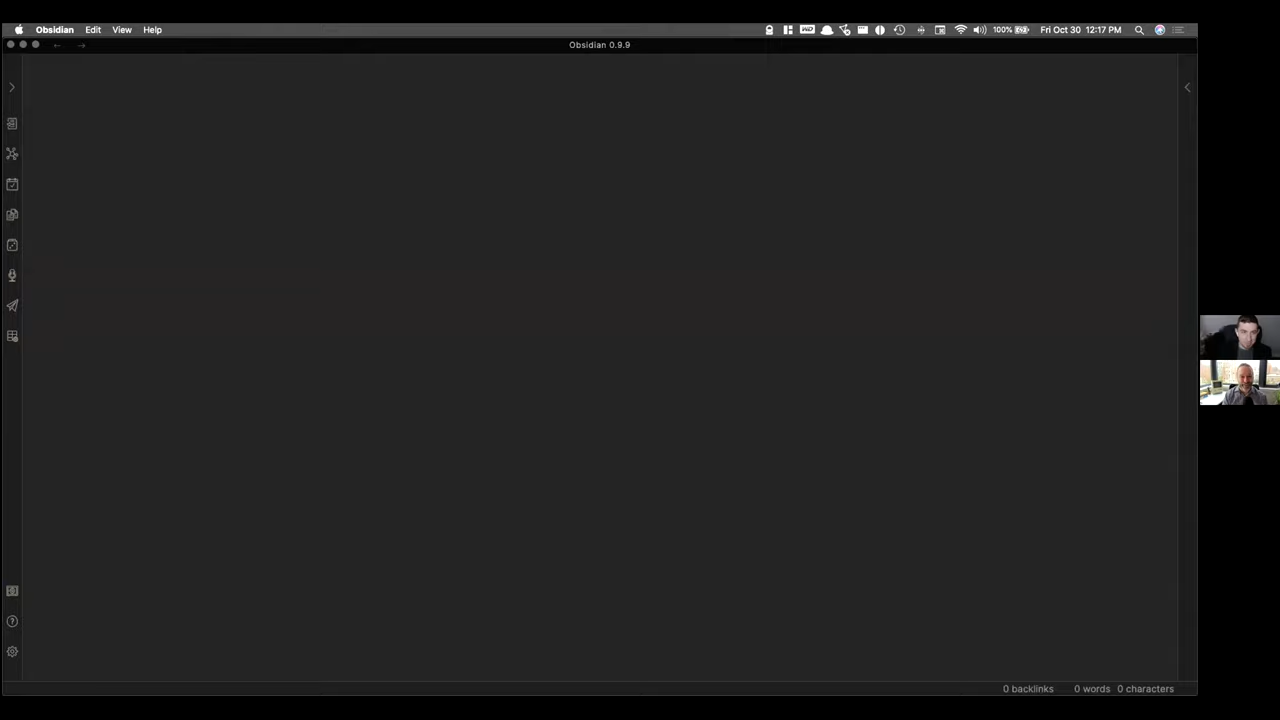 Obsidian Edit View Help 100% Fri Oct 30 12:17 PM
Obsidian 0.9.9
0 backlinks 0 words 0 characters